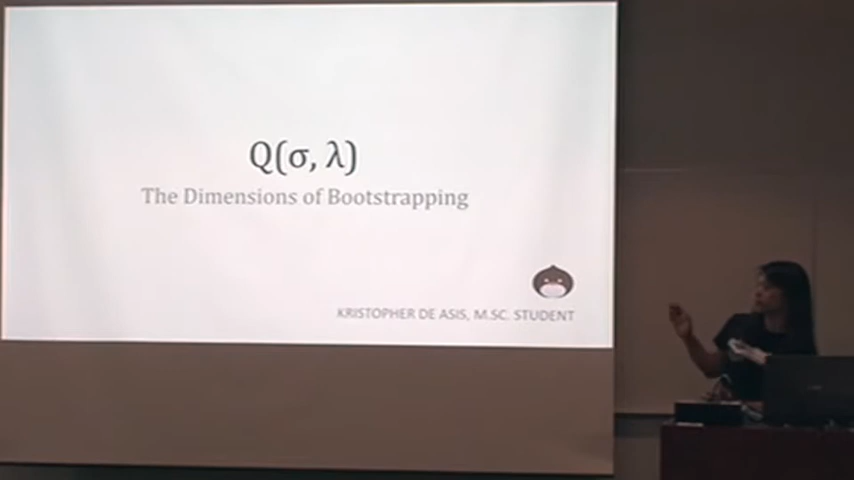 Q(σ, λ)
The Dimensions of Bootstrapping
KRISTOPHER DE ASIS, M.SC. STUDENT